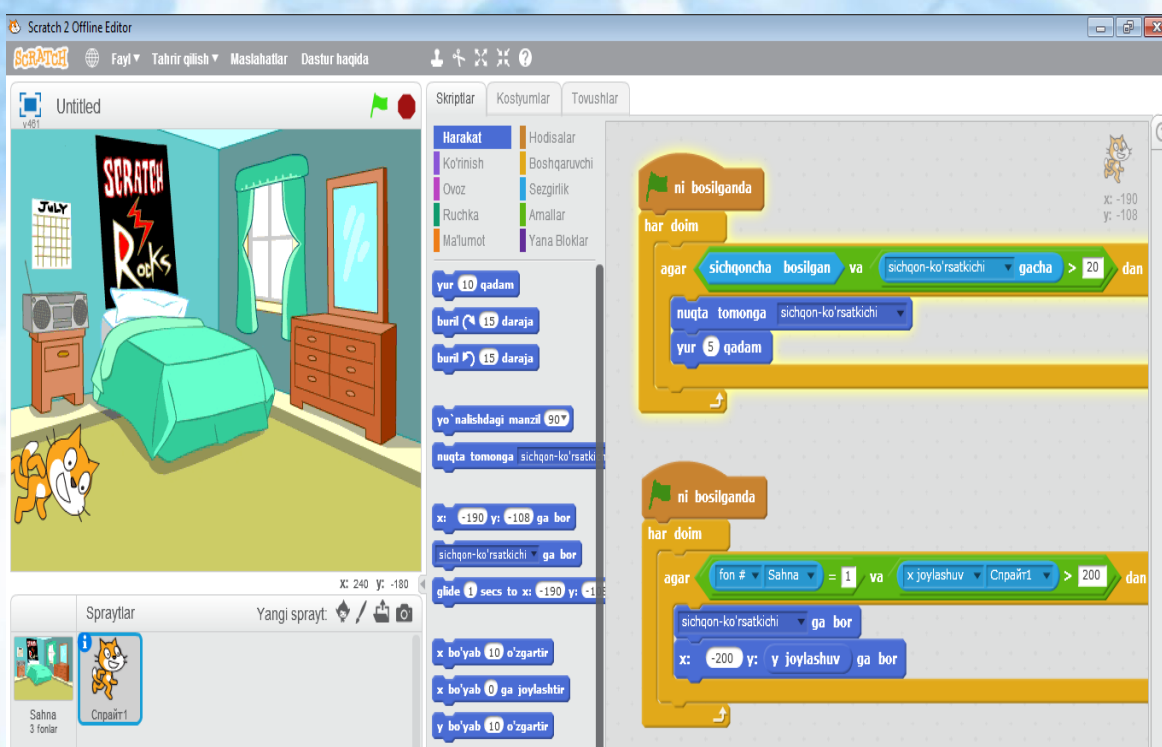 Scratch 2 Offline Editor
SCRATCH Fayl Tahrir qilish Maslahatlar Dastur haqida
v461
Untitled
Skriptlar Kostyumlar Tovushlar
Harakat Hodisalar
Ko'rinish Boshqaruvchi
Ovoz Sezgirlik
Ruchka Amallar
Ma'lumot Yana Bloklar
SCRATCH
Rocks
JULY
yur 10 qadam
buril 15 daraja
buril 15 daraja
yo`nalishdagi manzil 90
nuqta tomonga
x: -190 y: -108 ga bor
sichqon-ko'rsatkichi ga bor
glide 1 secs to x: -190 y:
x bo'yab 10 o'zgartir
x bo'yab 0 ga joylashtir
y bo'yab 10 o'zgartir
x: -190
y: -108
ni bosilganda
har doim
agar sichqoncha bosilgan va sichqon-ko'rsatkichi gacha > 20 dan
nuqta tomonga sichqon-ko'rsatkichi
yur 5 qadam
ni bosilganda
har doim
agar fon # Sahna = 1 va x joylashuv Спрайт1 > 200 dan
sichqon-ko'rsatkichi ga bor
x: -200 y: y joylashuv ga bor
X: 240 Y: -180
Spraytlar Yangi sprayt:
Sahna
3 fonlar
Спрайт1